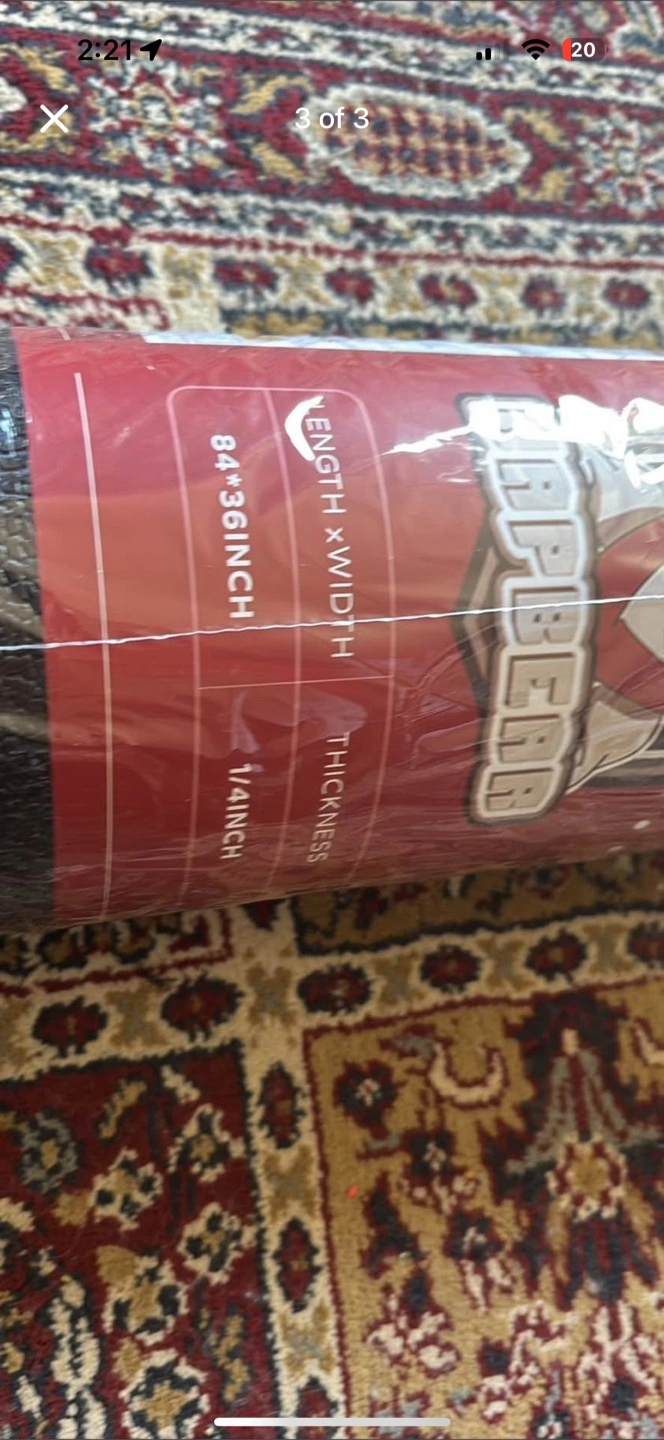 2:21
20
3 of 3
LENGTH x WIDTH
84*36INCH
THICKNESS
1/4INCH